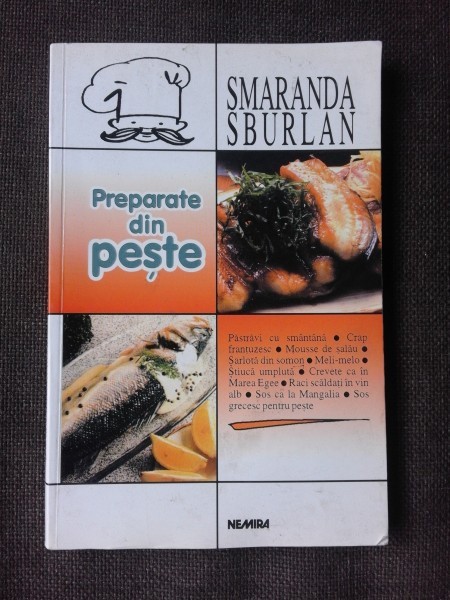 SMARANDA
SBURLAN
Preparate
din
pește
Păstrăvi cu smântână ● Crap
franțuzesc ● Mousse de șalău ●
Șarlotă din somon ● Meli-melo ●
Știucă umplută ● Crevete ca în
Marea Egee ● Raci scăldați în vin
alb ● Sos ca la Mangalia ● Sos
grecesc pentru pește
NEMIRA